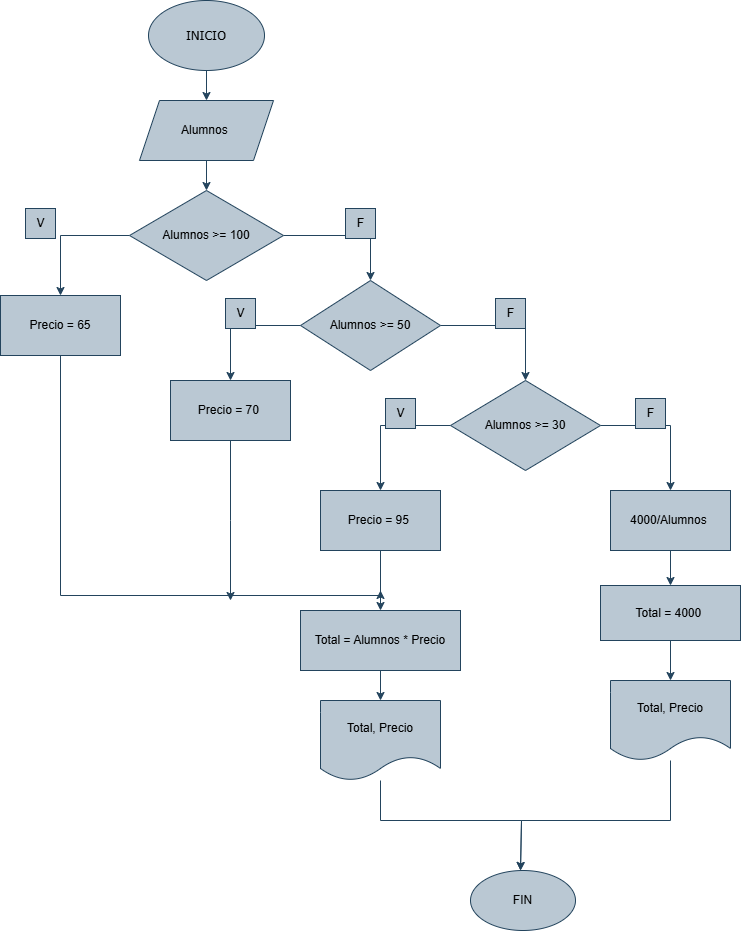 INICIO
Alumnos
V
Alumnos >= 100
F
Precio = 65
V
Alumnos >= 50
F
Precio = 70
V
Alumnos >= 30
F
Precio = 95
4000/Alumnos
Total = Alumnos * Precio
Total = 4000
Total, Precio
Total, Precio
FIN